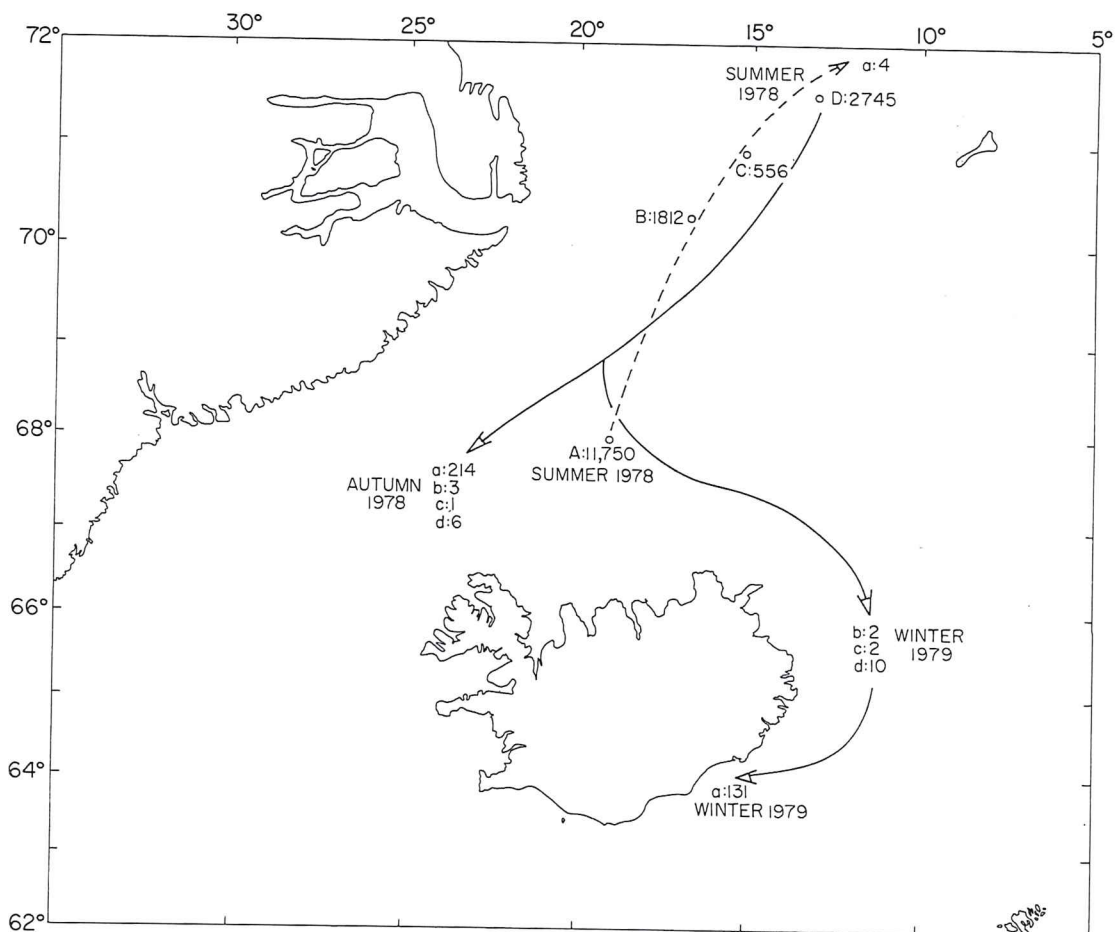 30° 25° 20° 15° 10° 5°
72°
SUMMER
1978
a:4
D:2745
C:556
B:1812
70°
68°
A:11,750
SUMMER 1978
AUTUMN
1978
a:214
b:3
c:1
d:6
66°
b:2
c:2
d:10
WINTER
1979
64°
a:131
WINTER 1979
62°